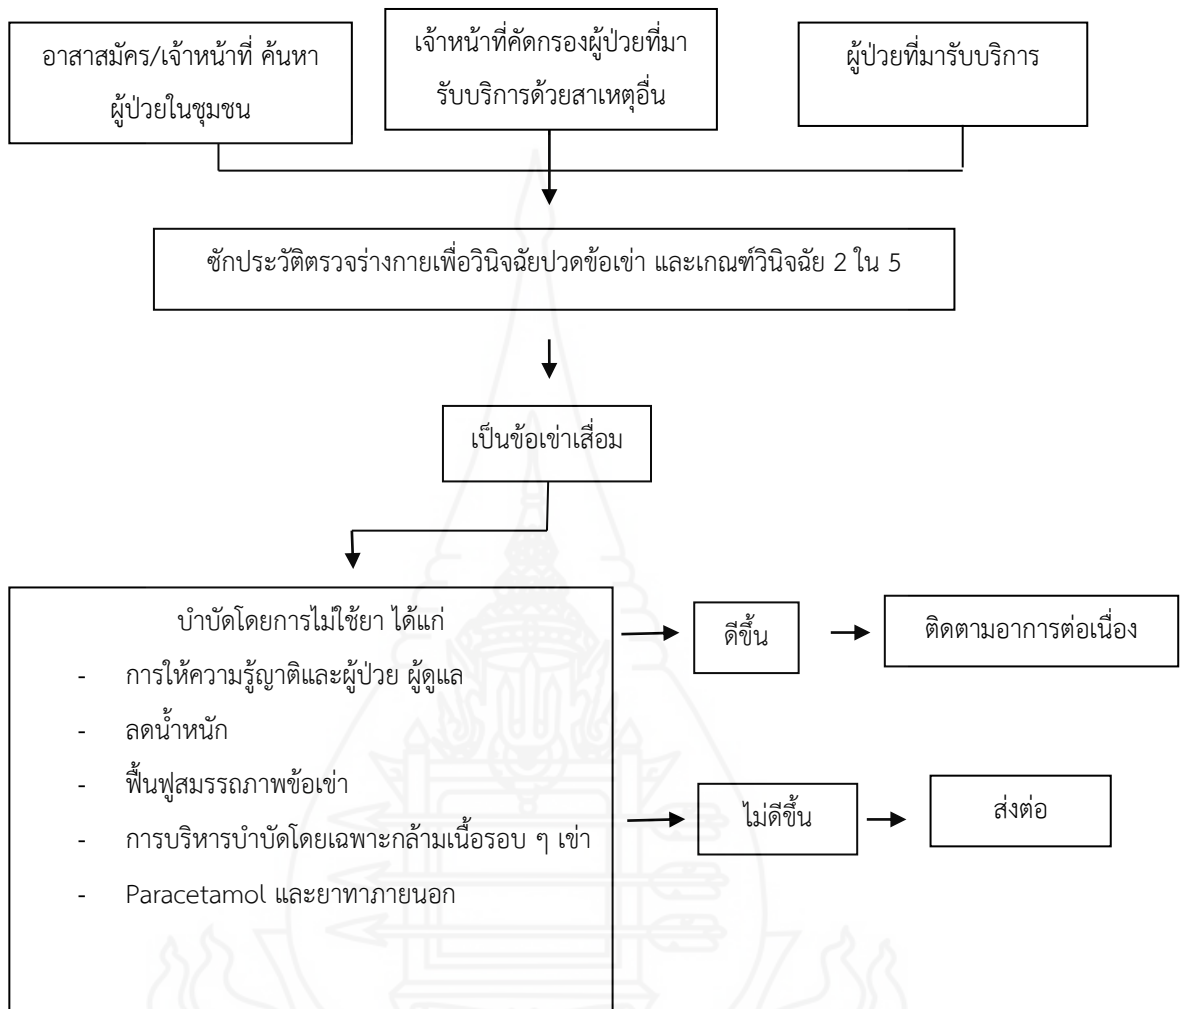 อาสาสมัคร/เจ้าหน้าที่ ค้นหา
ผู้ป่วยในชุมชน
เจ้าหน้าที่คัดกรองผู้ป่วยที่มา
รับบริการด้วยสาเหตุอื่น
ผู้ป่วยที่มารับบริการ
ซักประวัติตรวจร่างกายเพื่อวินิจฉัยปวดข้อเข่า และเกณฑ์วินิจฉัย 2 ใน 5
เป็นข้อเข่าเสื่อม
บำบัดโดยการไม่ใช้ยา ได้แก่
- การให้ความรู้ญาติและผู้ป่วย ผู้ดูแล
- ลดน้ำหนัก
- ฟื้นฟูสมรรถภาพข้อเข่า
- การบริหารบำบัดโดยเฉพาะกล้ามเนื้อรอบ ๆ เข่า
- Paracetamol และยาทาภายนอก
ดีขึ้น
ติดตามอาการต่อเนื่อง
ไม่ดีขึ้น
ส่งต่อ